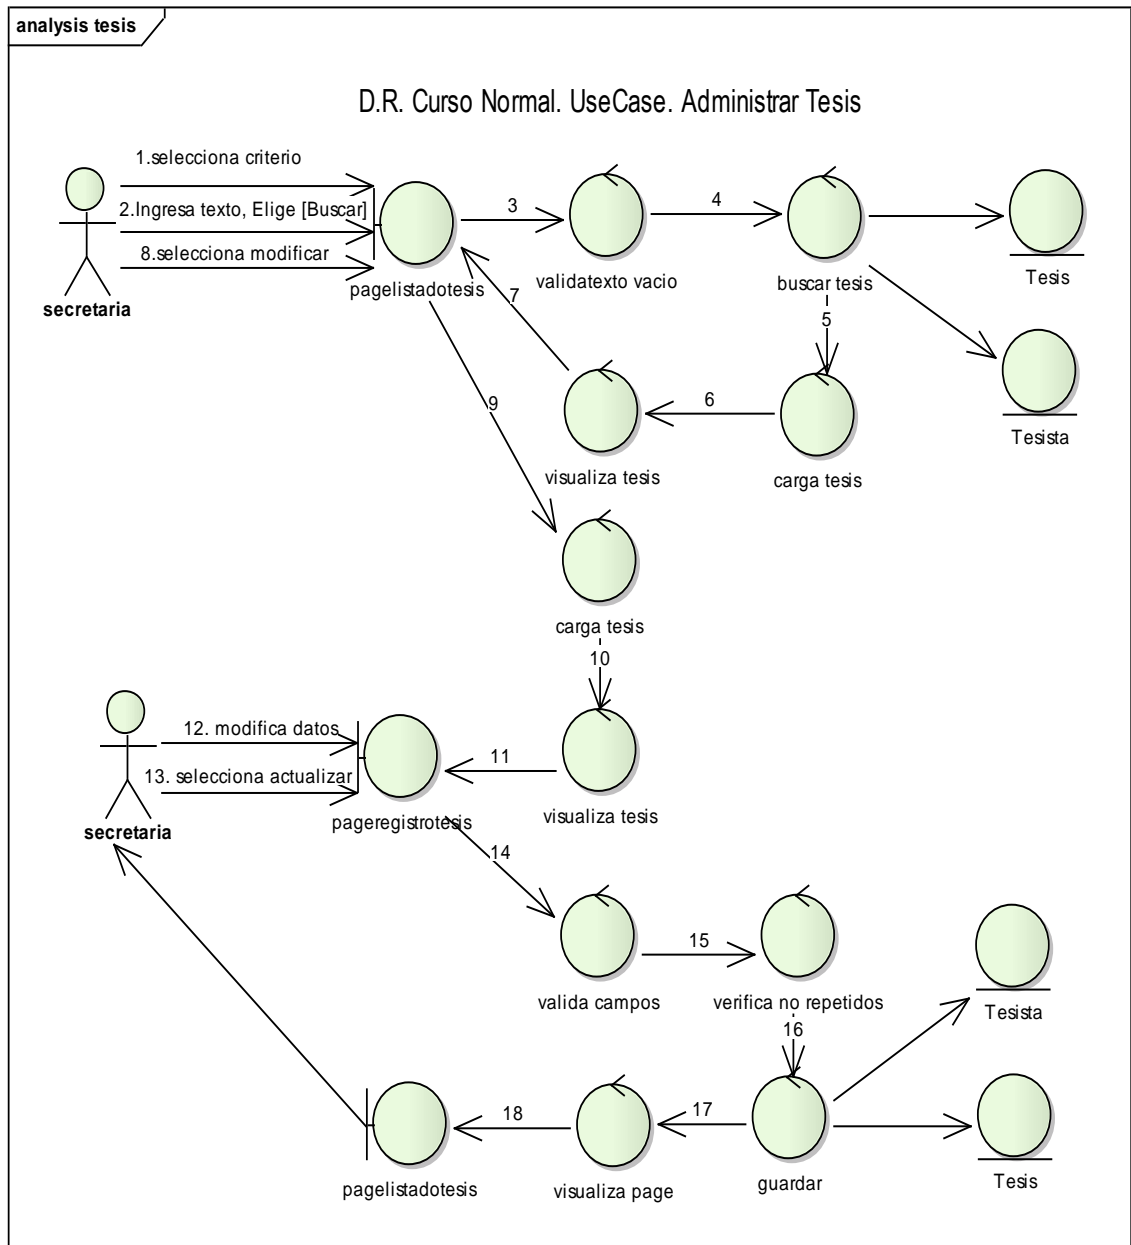 analysis tesis
D.R. Curso Normal. UseCase. Administrar Tesis
1.selecciona criterio
2.Ingresa texto, Elige [Buscar]
8.selecciona modificar
secretaria
pagelistadotesis
3
validatexto vacio
4
buscar tesis
Tesis
5
7
Tesista
6
9
visualiza tesis
carga tesis
carga tesis
10
12. modifica datos
13. selecciona actualizar
11
secretaria
pageregistrotesis
visualiza tesis
14
15
valida campos
verifica no repetidos
Tesista
16
18
17
pagelistadotesis
visualiza page
guardar
Tesis